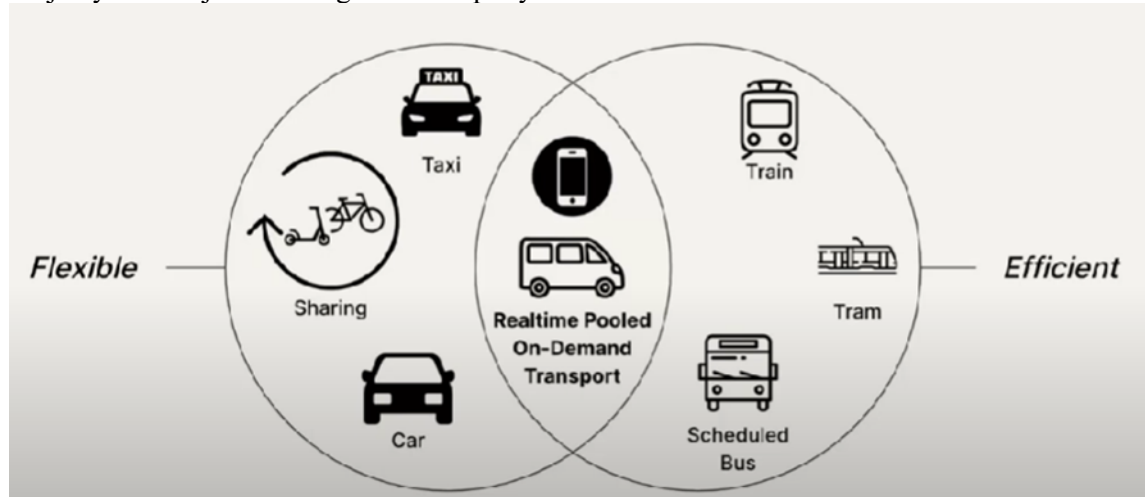 TAXI
Taxi
Train
Sharing
Flexible
Realtime Pooled
On-Demand
Transport
Efficient
Tram
Car
Scheduled
Bus